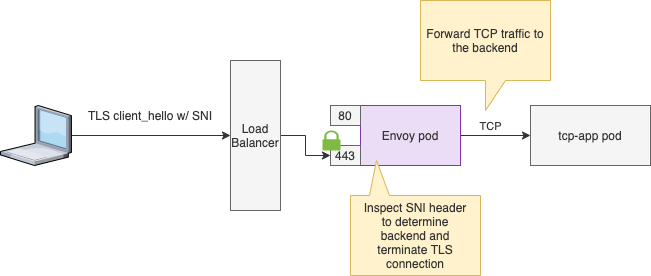 Forward TCP traffic to
the backend
TLS client_hello w/ SNI
Load
Balancer
80
443
Envoy pod
TCP
tcp-app pod
Inspect SNI header
to determine
backend and
terminate TLS
connection